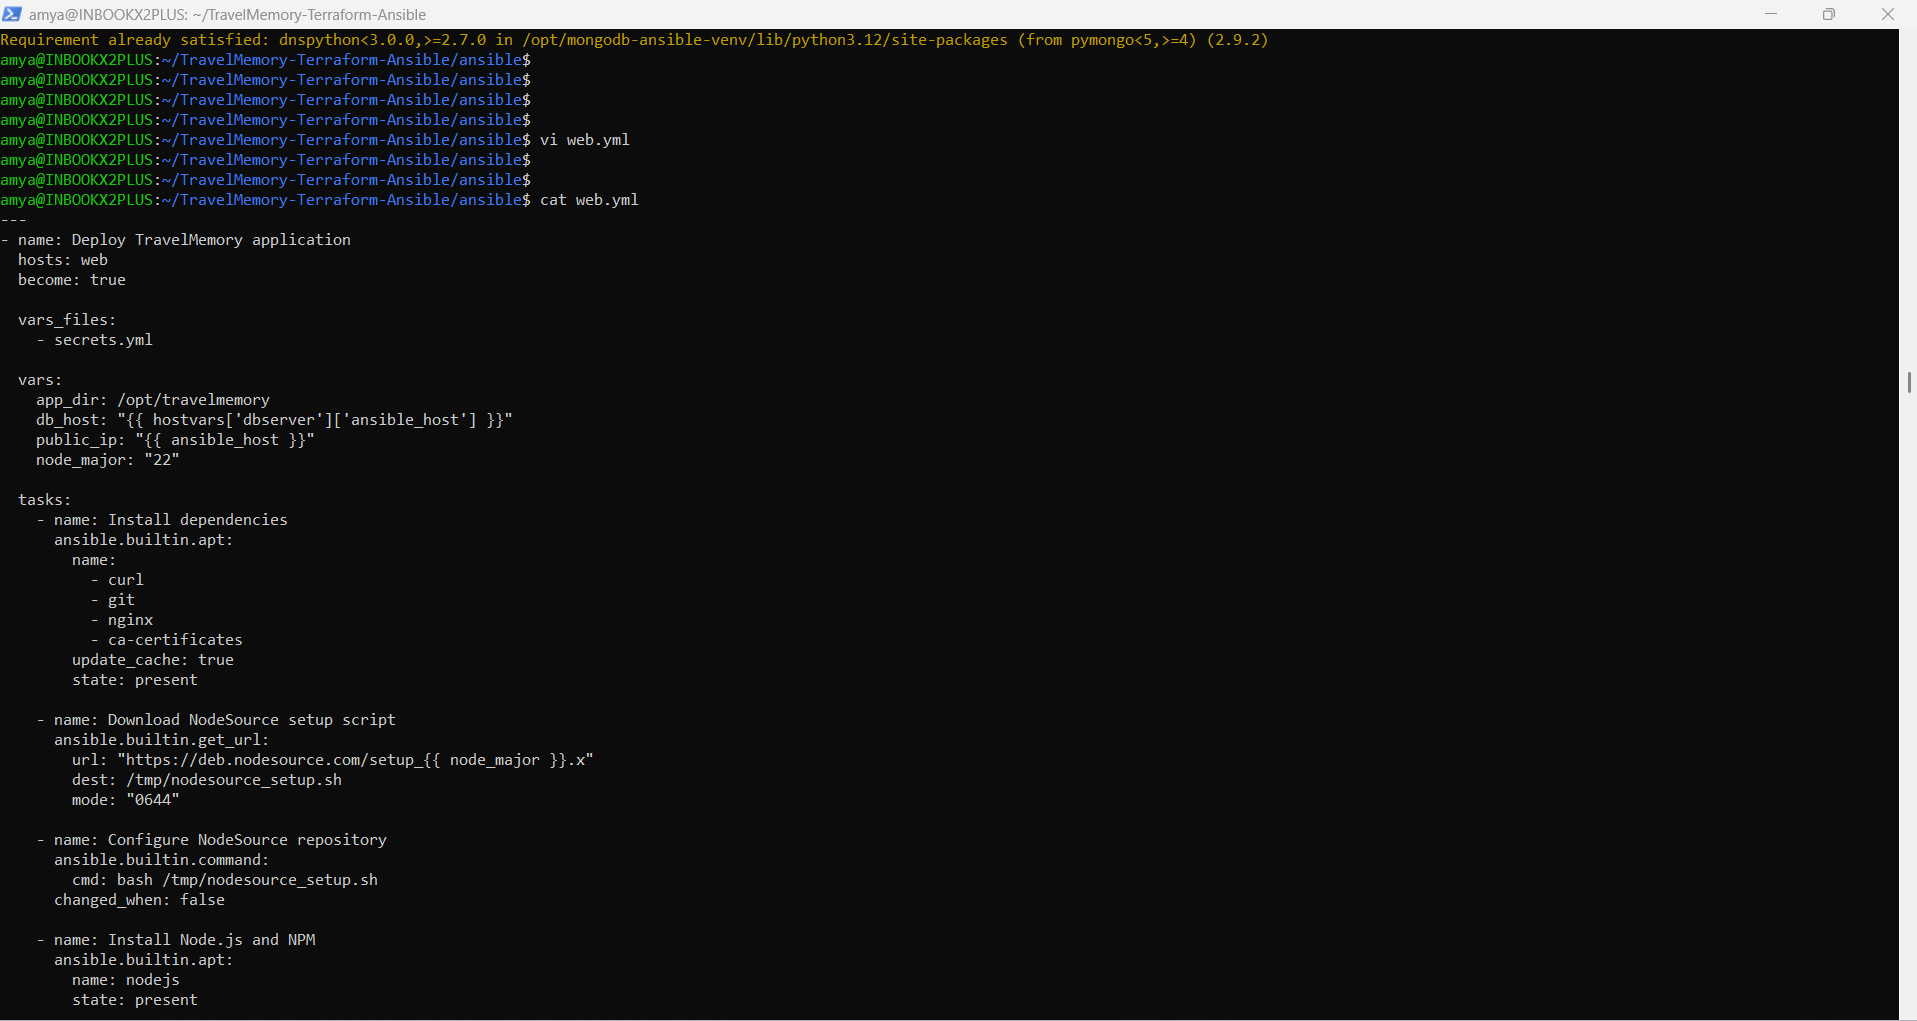 amya@INBOOKX2PLUS: ~/TravelMemory-Terraform-Ansible
Requirement already satisfied: dnspython<3.0.0,>=2.7.0 in /opt/mongodb-ansible-venv/lib/python3.12/site-packages (from pymongo<5,>=4) (2.9.2)
amya@INBOOKX2PLUS:~/TravelMemory-Terraform-Ansible/ansible$
amya@INBOOKX2PLUS:~/TravelMemory-Terraform-Ansible/ansible$
amya@INBOOKX2PLUS:~/TravelMemory-Terraform-Ansible/ansible$
amya@INBOOKX2PLUS:~/TravelMemory-Terraform-Ansible/ansible$
amya@INBOOKX2PLUS:~/TravelMemory-Terraform-Ansible/ansible$ vi web.yml
amya@INBOOKX2PLUS:~/TravelMemory-Terraform-Ansible/ansible$
amya@INBOOKX2PLUS:~/TravelMemory-Terraform-Ansible/ansible$
amya@INBOOKX2PLUS:~/TravelMemory-Terraform-Ansible/ansible$ cat web.yml
---
- name: Deploy TravelMemory application
  hosts: web
  become: true

  vars_files:
    - secrets.yml

  vars:
    app_dir: /opt/travelmemory
    db_host: "{{ hostvars['dbserver']['ansible_host'] }}"
    public_ip: "{{ ansible_host }}"
    node_major: "22"

  tasks:
    - name: Install dependencies
      ansible.builtin.apt:
        name:
          - curl
          - git
          - nginx
          - ca-certificates
        update_cache: true
        state: present

    - name: Download NodeSource setup script
      ansible.builtin.get_url:
        url: "https://deb.nodesource.com/setup_{{ node_major }}.x"
        dest: /tmp/nodesource_setup.sh
        mode: "0644"

    - name: Configure NodeSource repository
      ansible.builtin.command:
        cmd: bash /tmp/nodesource_setup.sh
      changed_when: false

    - name: Install Node.js and NPM
      ansible.builtin.apt:
        name: nodejs
        state: present